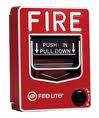 FIRE
PUSH IN
PULL DOWN
FIRE-LITE